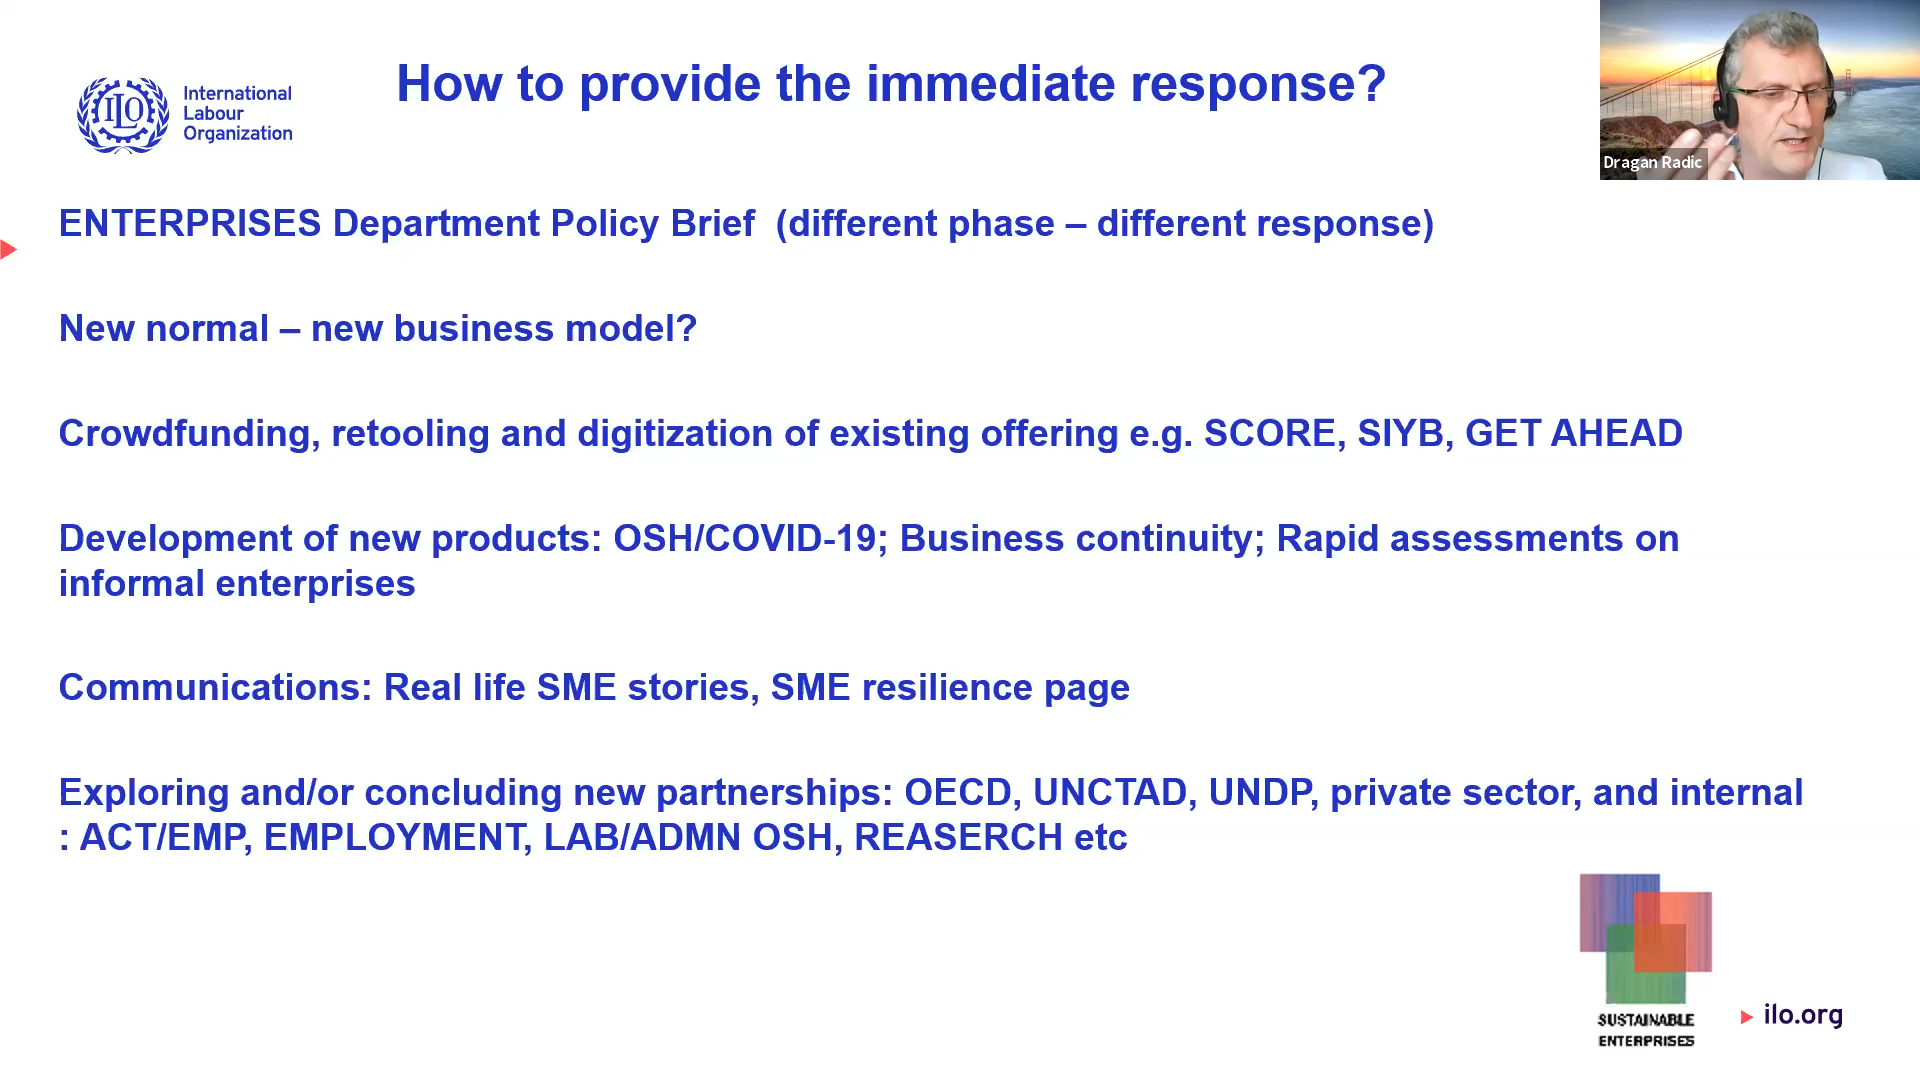 International
Labour
Organization
ILO
How to provide the immediate response?
Dragan Radic
ENTERPRISES Department Policy Brief  (different phase – different response)
New normal – new business model?
Crowdfunding, retooling and digitization of existing offering e.g. SCORE, SIYB, GET AHEAD
Development of new products: OSH/COVID-19; Business continuity; Rapid assessments on
informal enterprises
Communications: Real life SME stories, SME resilience page
Exploring and/or concluding new partnerships: OECD, UNCTAD, UNDP, private sector, and internal
: ACT/EMP, EMPLOYMENT, LAB/ADMN OSH, REASERCH etc
SUSTAINABLE
ENTERPRISES
ilo.org